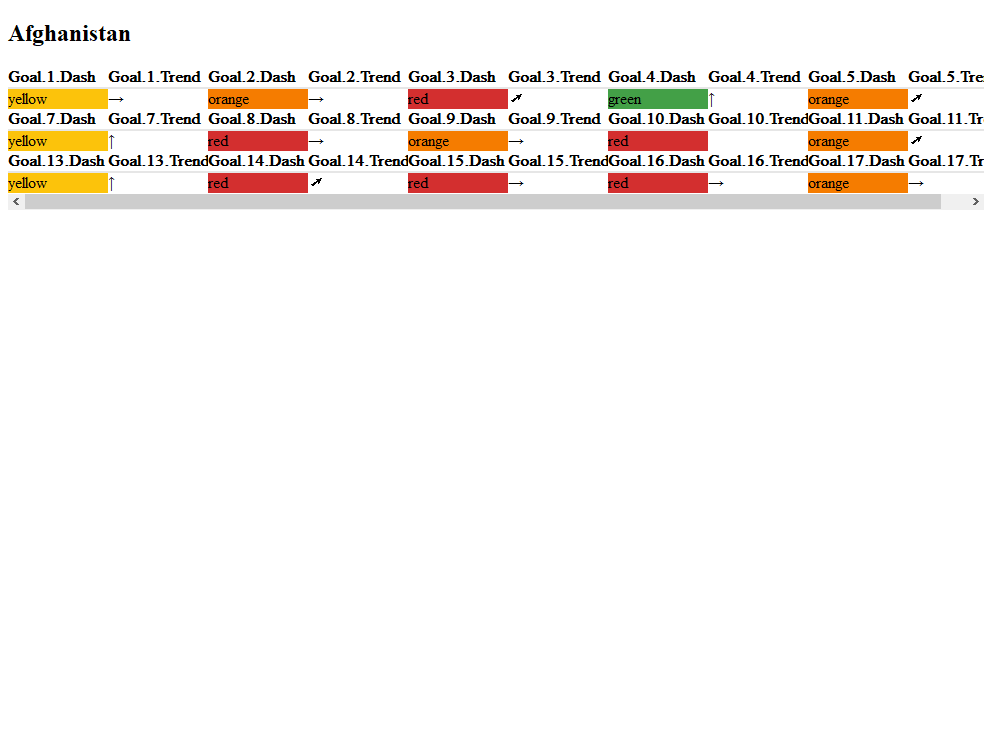 Afghanistan
Goal.1.Dash Goal.1.Trend Goal.2.Dash Goal.2.Trend Goal.3.Dash Goal.3.Trend Goal.4.Dash Goal.4.Trend Goal.5.Dash Goal.5.Tre
yellow → orange → red ➚ green ↑ orange ➚
Goal.7.Dash Goal.7.Trend Goal.8.Dash Goal.8.Trend Goal.9.Dash Goal.9.Trend Goal.10.Dash Goal.10.Trend Goal.11.Dash Goal.11.Tr
yellow ↑ red → orange → red orange ➚
Goal.13.Dash Goal.13.Trend Goal.14.Dash Goal.14.Trend Goal.15.Dash Goal.15.Trend Goal.16.Dash Goal.16.Trend Goal.17.Dash Goal.17.Tr
yellow ↑ red ➚ red → red → orange →